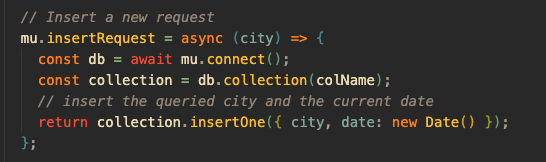 // Insert a new request
mu.insertRequest = async (city) => {
  const db = await mu.connect();
  const collection = db.collection(colName);
  // insert the queried city and the current date
  return collection.insertOne({ city, date: new Date() });
};